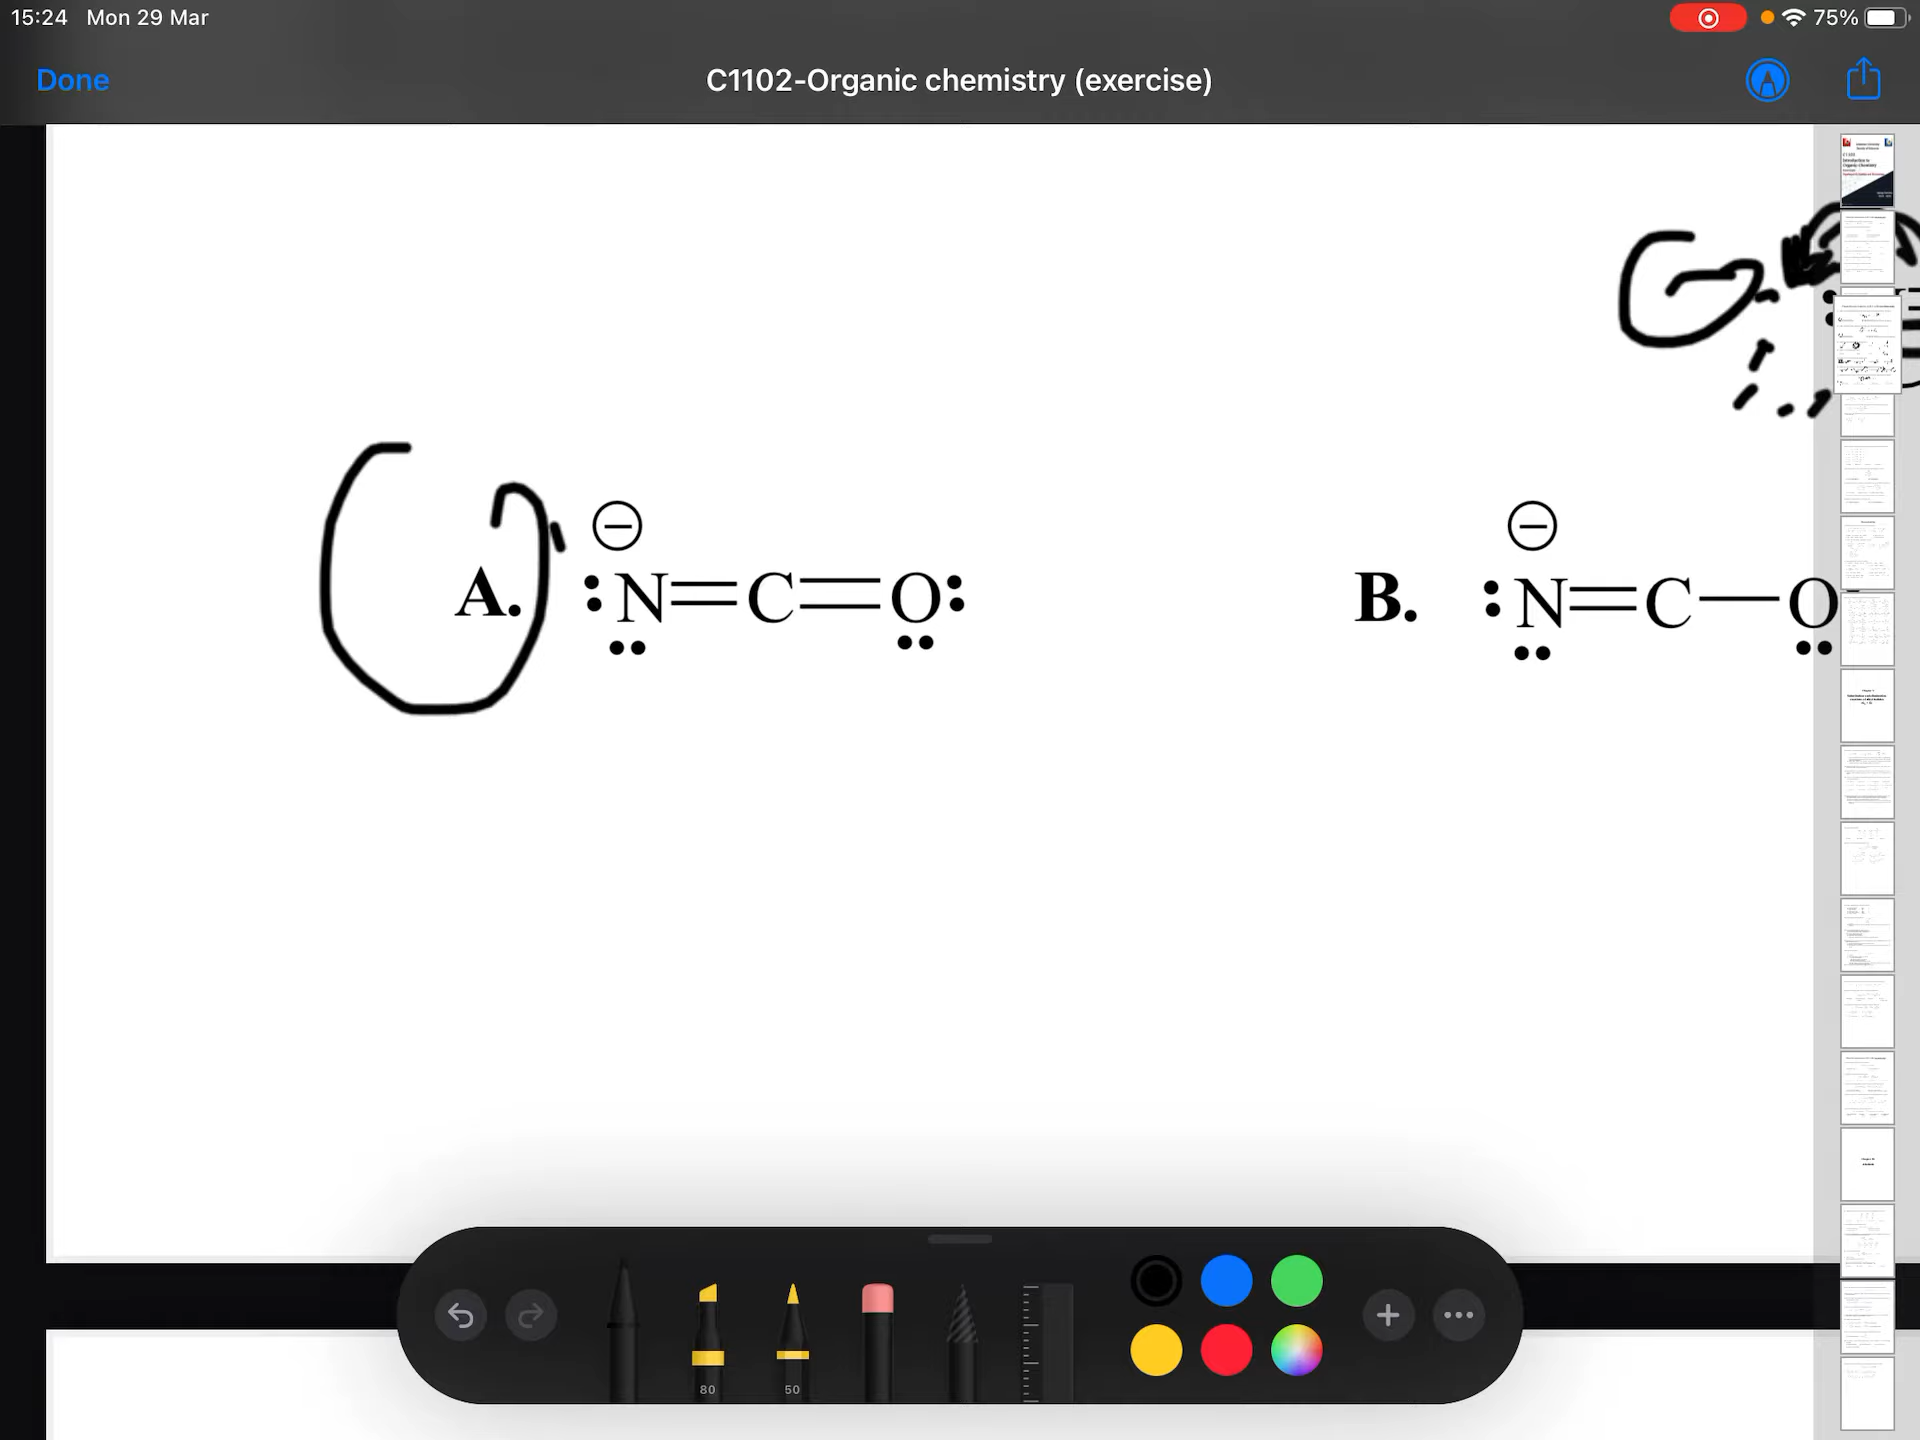 15:24 Mon 29 Mar 75%
Done C1102-Organic chemistry (exercise)
A. :N=C=O: B. :N=C—O
80 50